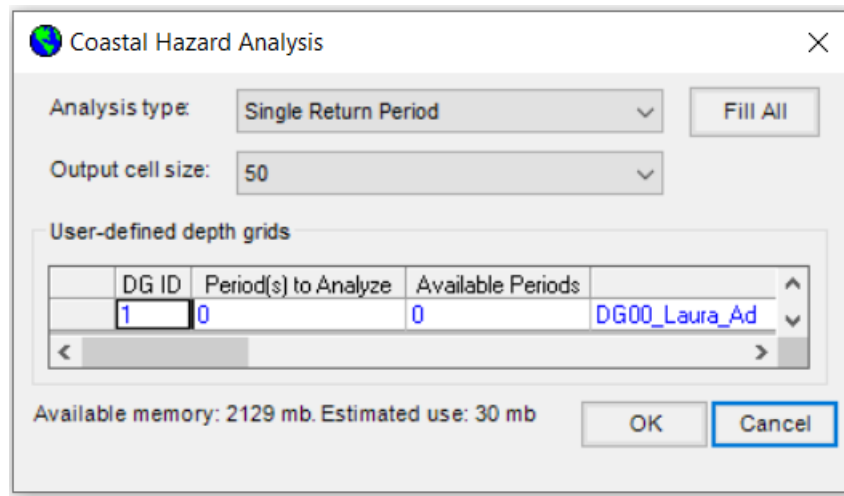 Coastal Hazard Analysis
Analysis type: Single Return Period Fill All
Output cell size: 50
User-defined depth grids
DG ID Period(s) to Analyze Available Periods
1 0 0 DG00_Laura_Ad
Available memory: 2129 mb. Estimated use: 30 mb OK Cancel